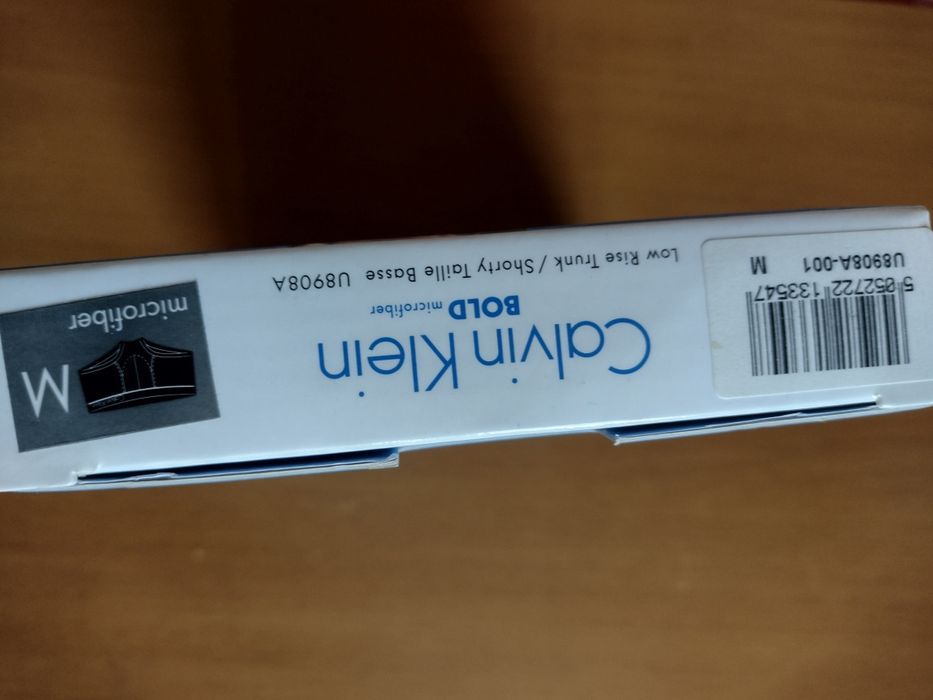 Calvin Klein
BOLD microfiber
Low Rise Trunk / Shorty Taille Basse U8908A
M
microfiber
5 052722 133547
U8908A-001 M